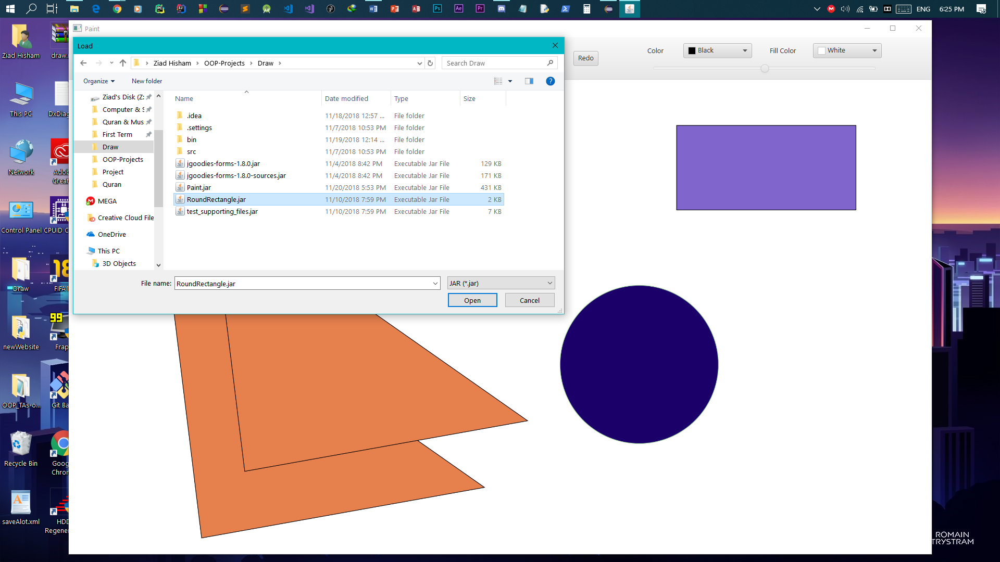 ENG
6:25 PM
Ziad Hisham
draw.
This PC
DxDiag
Network
Adob
Creat
Control Panel
CPUID C
Draw
FIFA1
99
newWebsite
Frap
OOP_TAs-o...
Git Ba
Recycle Bin
Goog
Chron
saveAlot.xml
HDD
Regener
Paint
Redo
Color
Black
Fill Color
White
Load
Ziad Hisham
OOP-Projects
Draw
Search Draw
Organize
New folder
Ziad's Disk (Z:
Computer & S
Quran & Mus
First Term
Draw
OOP-Projects
Project
Quran
MEGA
Creative Cloud File
OneDrive
This PC
3D Objects
Name Date modified Type Size
.idea 11/18/2018 12:57 ... File folder
.settings 11/7/2018 10:53 PM File folder
bin 11/19/2018 12:14 ... File folder
src 11/7/2018 10:53 PM File folder
jgoodies-forms-1.8.0.jar 11/4/2018 8:42 PM Executable Jar File 129 KB
jgoodies-forms-1.8.0-sources.jar 11/4/2018 8:42 PM Executable Jar File 171 KB
Paint.jar 11/20/2018 5:53 PM Executable Jar File 431 KB
RoundRectangle.jar 11/10/2018 7:59 PM Executable Jar File 2 KB
test_supporting_files.jar 11/10/2018 7:59 PM Executable Jar File 7 KB
File name: RoundRectangle.jar JAR (*.jar)
Open Cancel
ROMAIN
TRYSTRAM